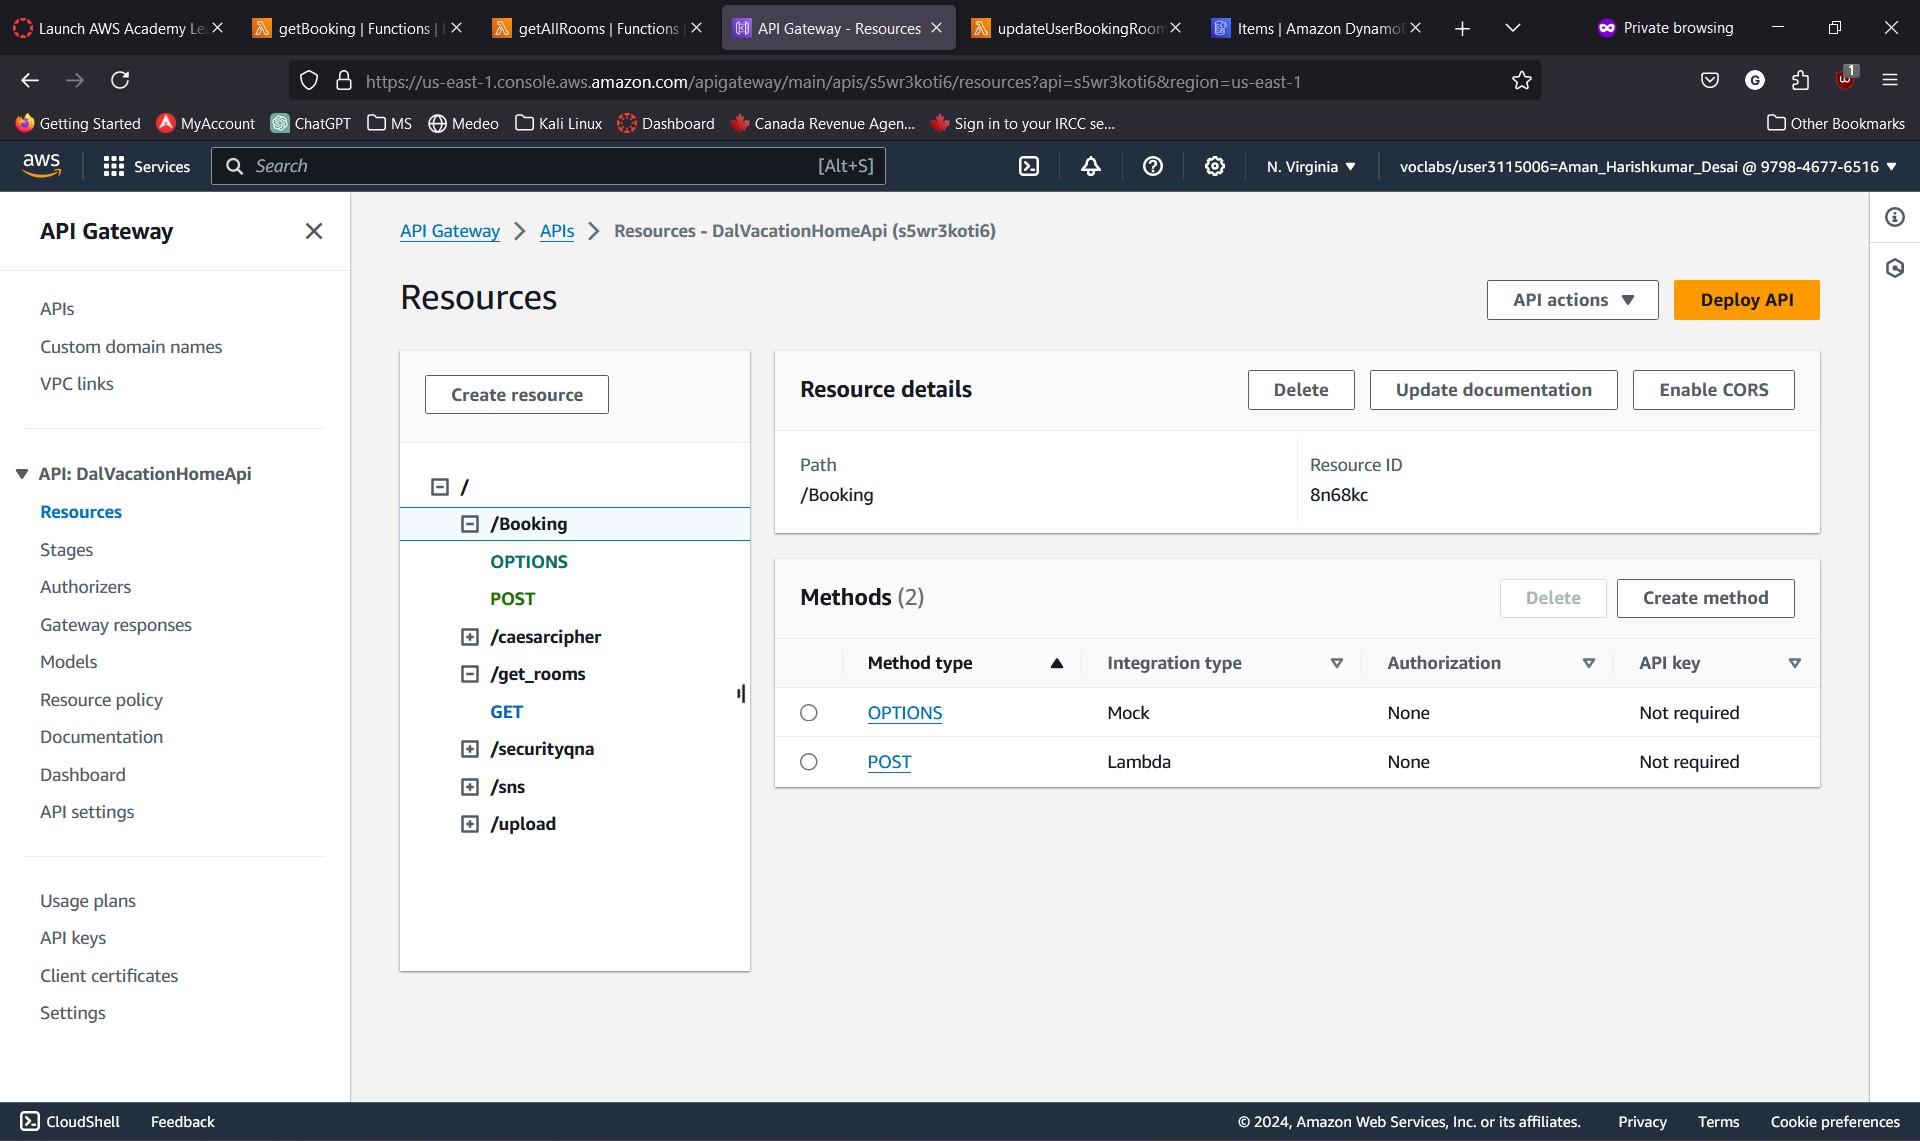 Launch AWS Academy Le
getBooking | Functions |
getAllRooms | Functions
API Gateway - Resources
updateUserBookingRoom
Items | Amazon Dynamo
Private browsing
https://us-east-1.console.aws.amazon.com/apigateway/main/apis/s5wr3koti6/resources?api=s5wr3koti6&region=us-east-1
G
1
Getting Started
MyAccount
ChatGPT
MS
Medeo
Kali Linux
Dashboard
Canada Revenue Agen...
Sign in to your IRCC se...
Other Bookmarks
aws
Services
Search
[Alt+S]
N. Virginia
voclabs/user3115006=Aman_Harishkumar_Desai @ 9798-4677-6516
API Gateway
APIs
Custom domain names
VPC links
API: DalVacationHomeApi
Resources
Stages
Authorizers
Gateway responses
Models
Resource policy
Documentation
Dashboard
API settings
Usage plans
API keys
Client certificates
Settings
API Gateway
APIs
Resources - DalVacationHomeApi (s5wr3koti6)
Resources
API actions
Deploy API
Create resource
/
/Booking
OPTIONS
POST
/caesarcipher
/get_rooms
GET
/securityqna
/sns
/upload
Resource details
Delete
Update documentation
Enable CORS
Path
/Booking
Resource ID
8n68kc
Methods (2)
Delete
Create method
Method type
Integration type
Authorization
API key
OPTIONS
Mock
None
Not required
POST
Lambda
None
Not required
CloudShell
Feedback
© 2024, Amazon Web Services, Inc. or its affiliates.
Privacy
Terms
Cookie preferences